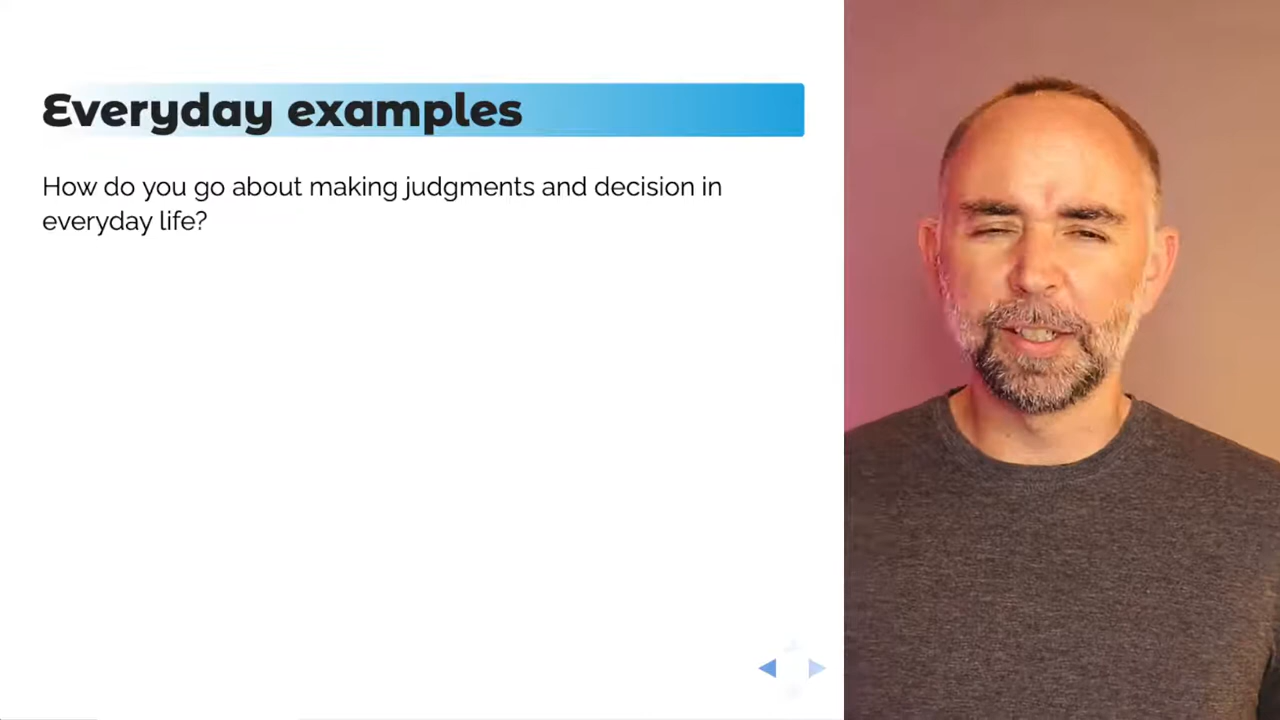 Everyday examples
How do you go about making judgments and decision in
everyday life?